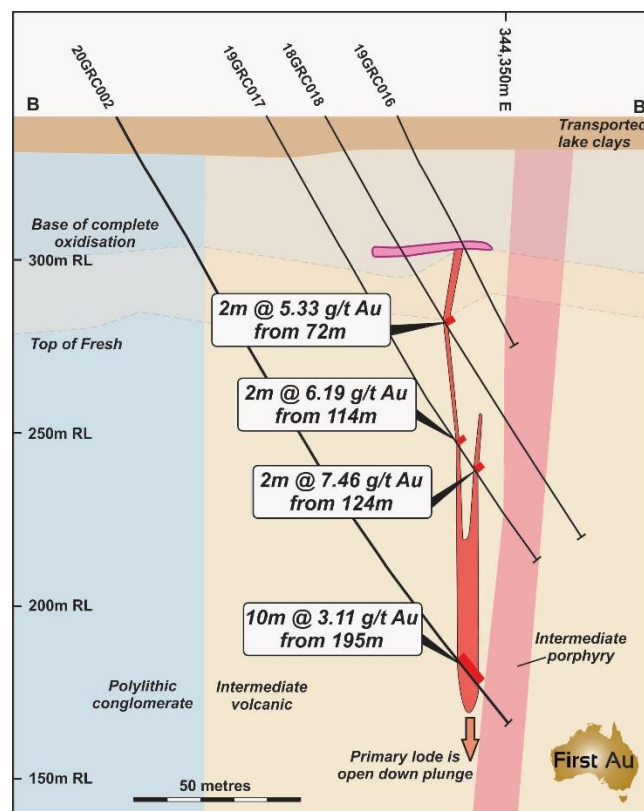 20GRC002
19GRC017
18GRC018
19GRC016
344,350m E
B
B
Transported
lake clays
Base of complete
oxidisation
300m RL
2m @ 5.33 g/t Au
from 72m
Top of Fresh
2m @ 6.19 g/t Au
from 114m
250m RL
2m @ 7.46 g/t Au
from 124m
200m RL
10m @ 3.11 g/t Au
from 195m
Intermediate
porphyry
Polylithic
conglomerate
Intermediate
volcanic
Primary lode is
open down plunge
First Au
150m RL
50 metres